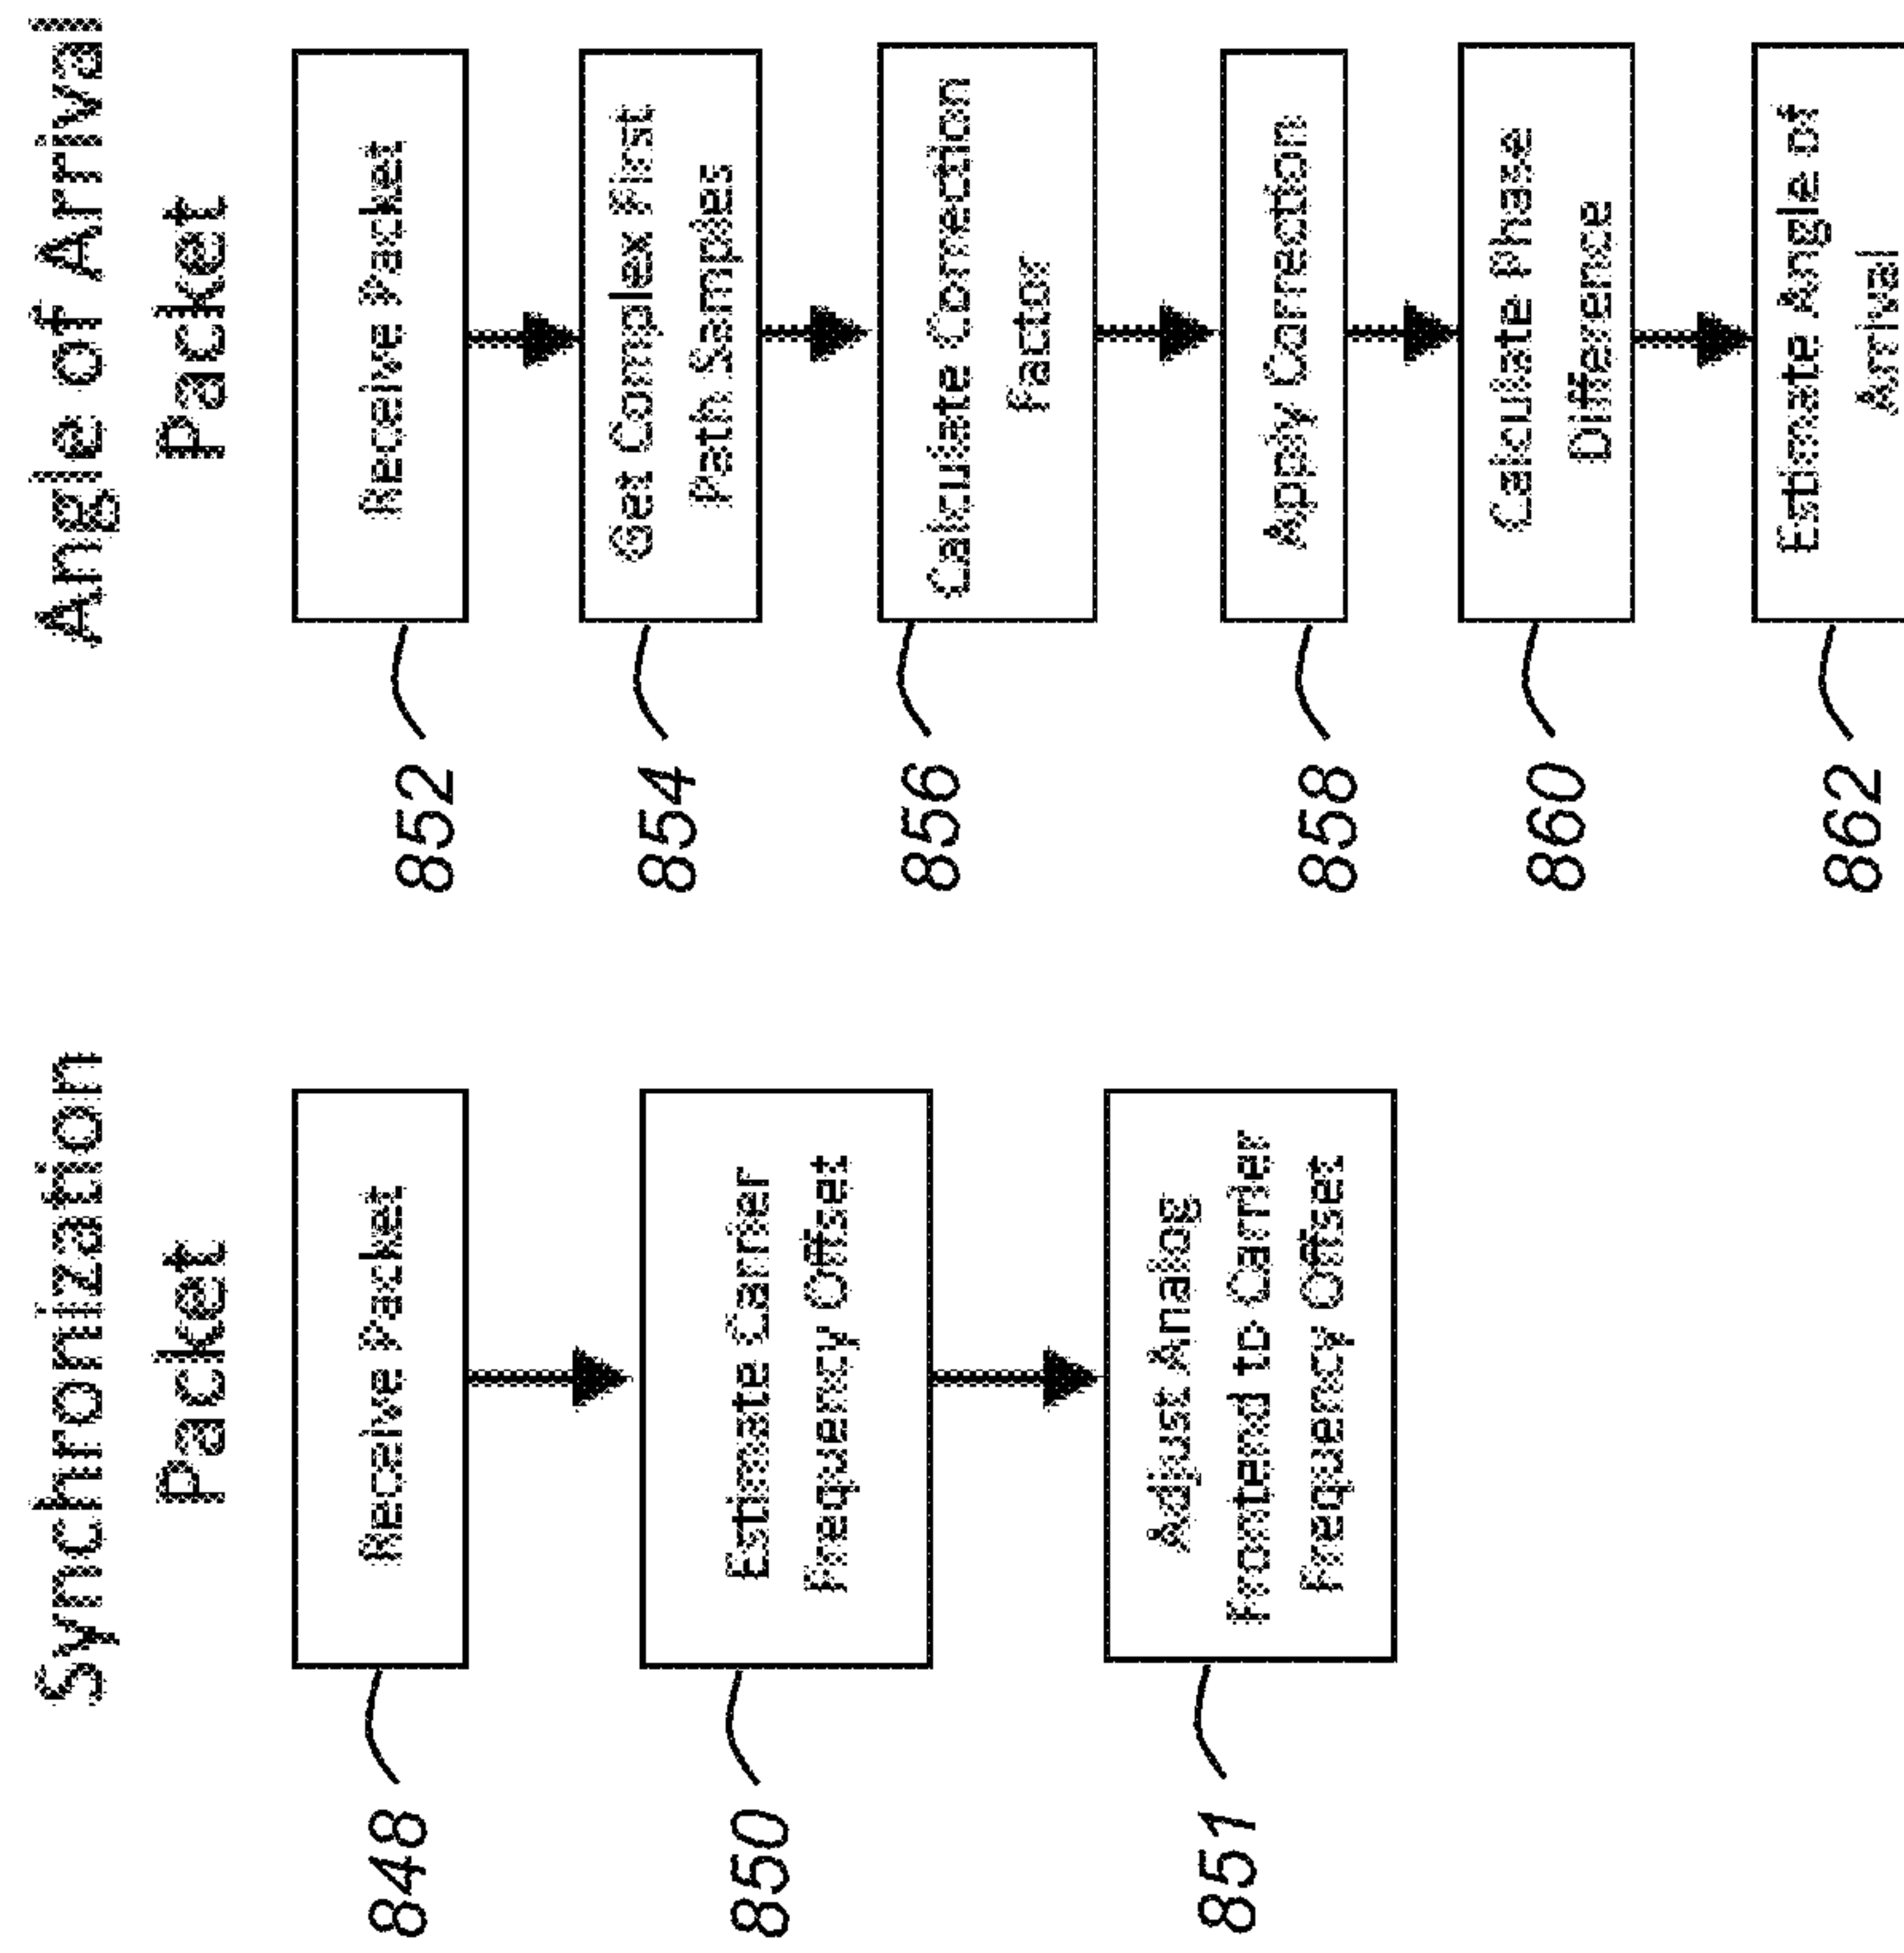 Synchronization
Packet
848
Receive Packet
850
Estimate Carrier
Frequency Offset
851
Adjust Analog
Frontend to Carrier
Frequency Offset
Angle of Arrival
Packet
852
Receive Packet
854
Get Complex First
Path Samples
856
Calculate Correction
Factor
858
Apply Correction
860
Calculate Phase
Difference
862
Estimate Angle of
Arrival